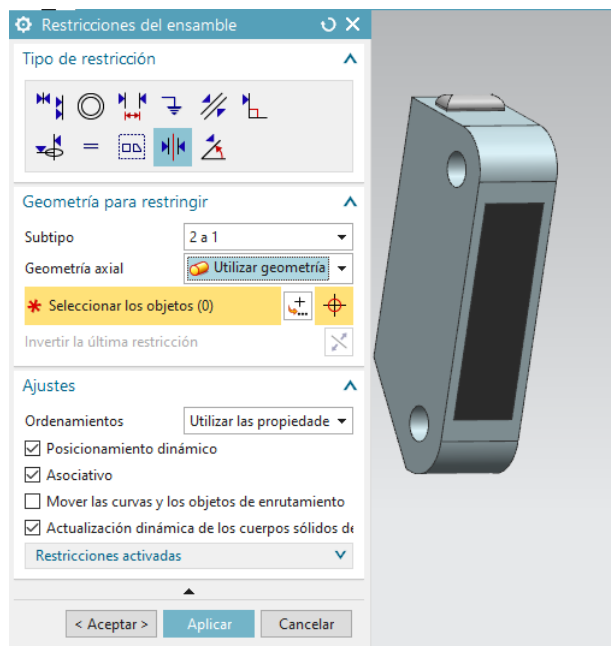 Restricciones del ensamble
Tipo de restricción
Geometría para restringir
Subtipo 2 a 1
Geometría axial Utilizar geometría
* Seleccionar los objetos (0)
Invertir la última restricción
Ajustes
Ordenamientos Utilizar las propiedade
Posicionamiento dinámico
Asociativo
Mover las curvas y los objetos de enrutamiento
Actualización dinámica de los cuerpos sólidos de
Restricciones activadas
< Aceptar > Aplicar Cancelar